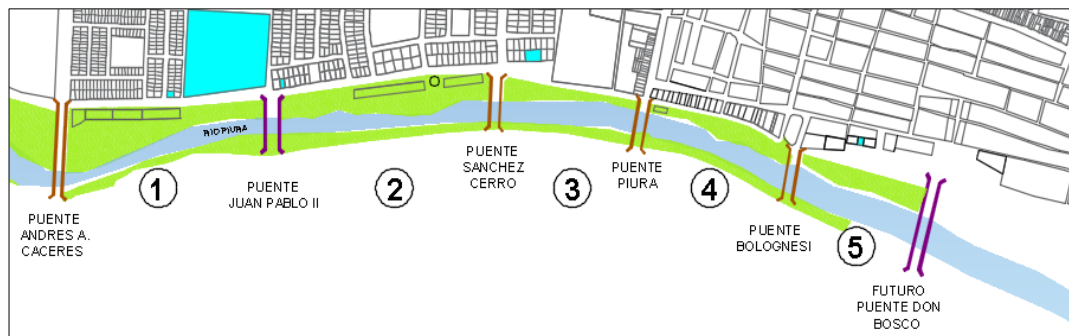 RIO PIURA
1
2
3
4
5
PUENTE
ANDRES A.
CACERES
PUENTE
JUAN PABLO II
PUENTE
SANCHEZ
CERRO
PUENTE
PIURA
PUENTE
BOLOGNESI
FUTURO
PUENTE DON
BOSCO